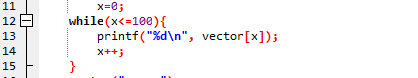 11 x=0;
12 while(x<=100){
13 printf("%d\n", vector[x]);
14 x++;
15 }